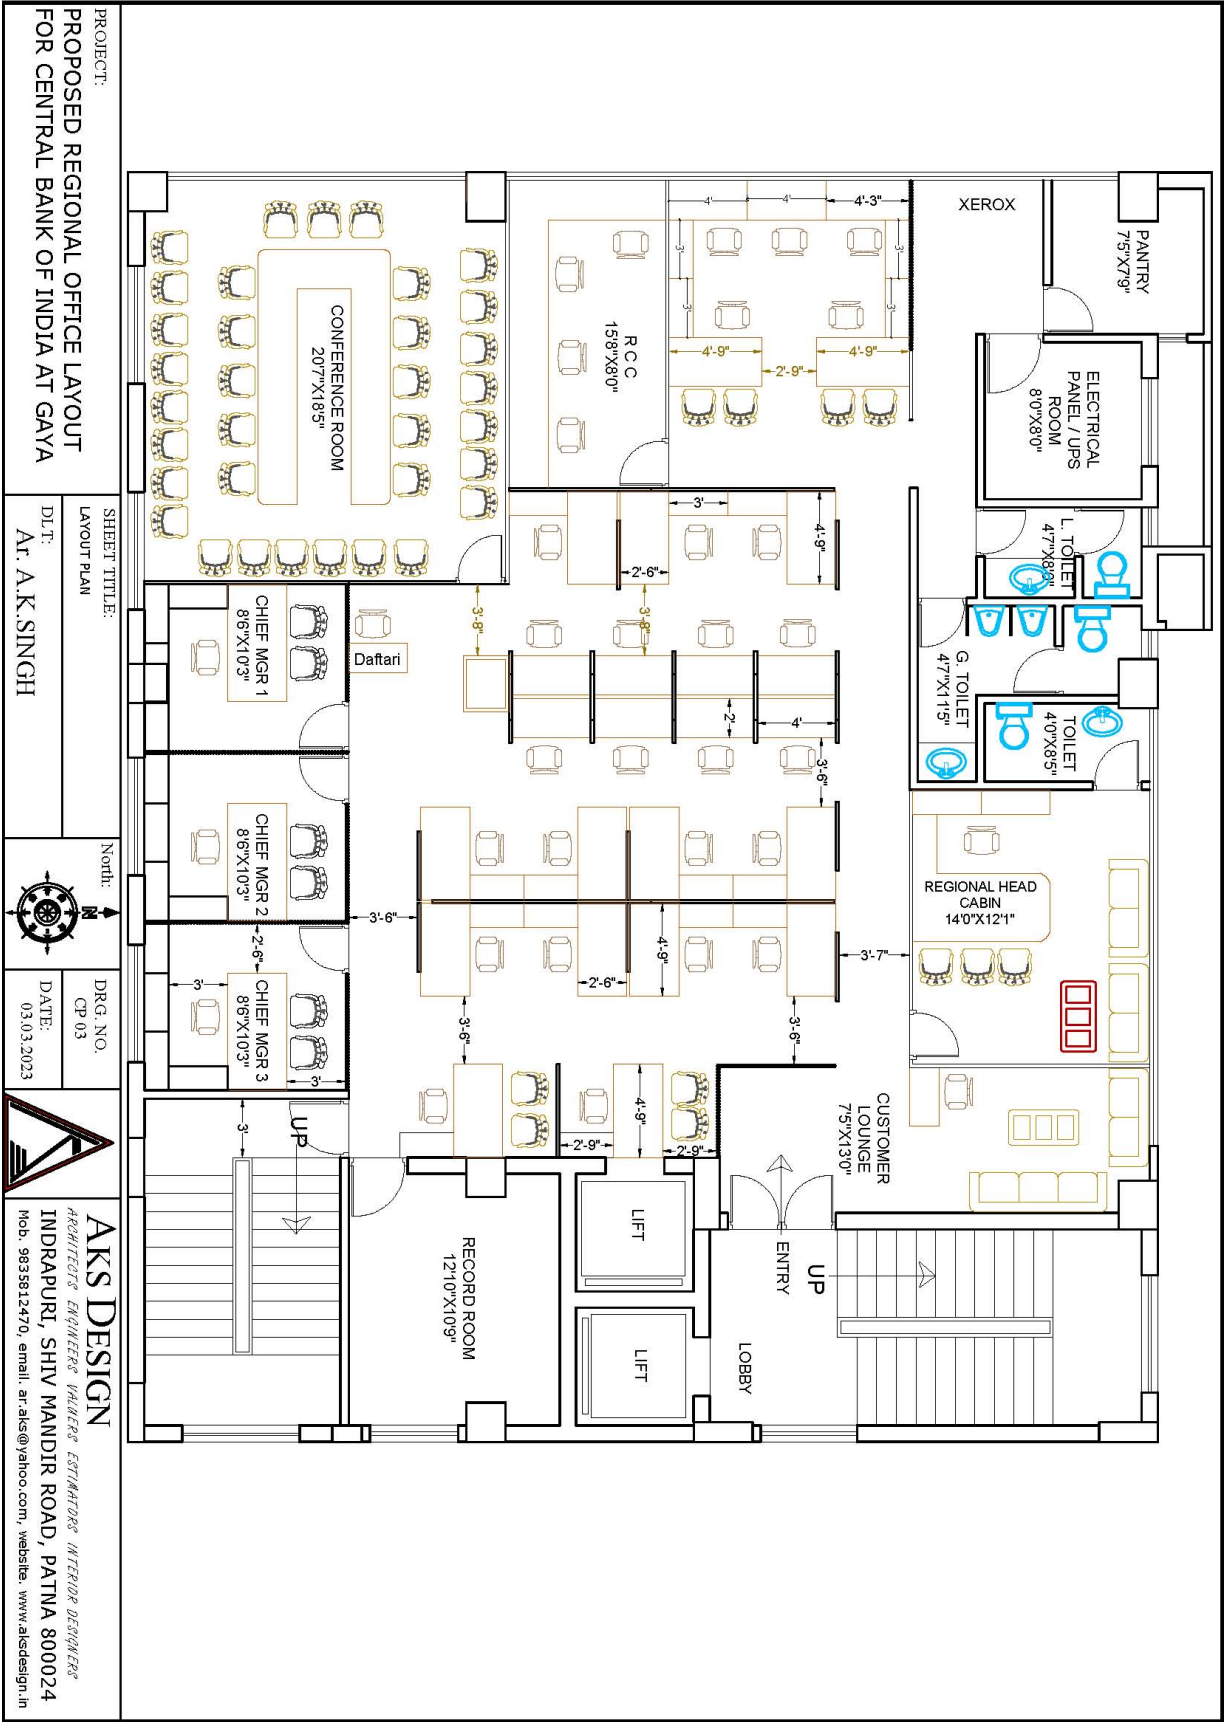 PROJECT:
PROPOSED REGIONAL OFFICE LAYOUT
FOR CENTRAL BANK OF INDIA AT GAYA
SHEET TITLE:
LAYOUT PLAN
DLT:
Ar. A.K.SINGH
North:
N
DRG. NO.
CP 03
DATE:
03.03.2023
AKS DESIGN
ARCHITECTS ENGINEERS VALUERS ESTIMATORS INTERIOR DESIGNERS
INDRAPURI, SHIV MANDIR ROAD, PATNA 800024
Mob. 9835812470, email. ar.aks@yahoo.com, website. www.aksdesign.in
PANTRY
7'5"X7'9"
XEROX
ELECTRICAL
PANEL / UPS
ROOM
8'0"X8'0"
L. TOILET
4'7"X8'9"
G. TOILET
4'7"X11'5"
TOILET
4'0"X8'5"
REGIONAL HEAD
CABIN
14'0"X12'1"
CUSTOMER
LOUNGE
7'5"X13'0"
4'
4'
4'-3"
3'
3'
3'
3'
4'-9"
2'-9"
4'-9"
R C C
15'8"X8'0"
CONFERENCE ROOM
20'7"X18'5"
3'
4'-9"
2'-6"
3'-8"
3'-8"
2'
4'
3'-6"
Daftari
CHIEF MGR 1
8'6"X10'3"
CHIEF MGR 2
8'6"X10'3"
CHIEF MGR 3
8'6"X10'3"
2'-6"
3'
3'
3'-6"
4'-9"
2'-6"
3'-7"
3'-6"
3'-6"
4'-9"
2'-9"
2'-9"
3'
UP
RECORD ROOM
12'10"X10'9"
LIFT
LIFT
ENTRY
UP
LOBBY